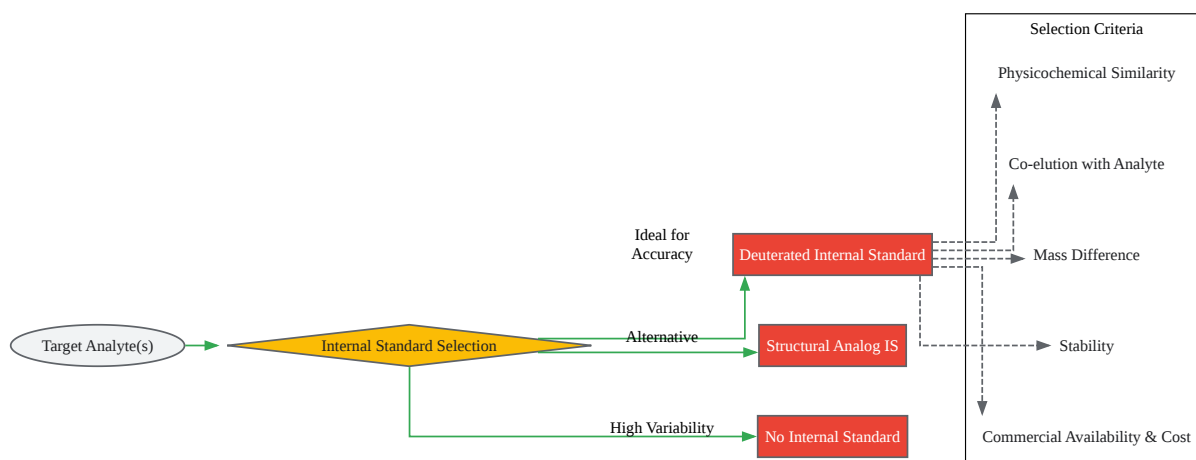 Selection Criteria
Physicochemical Similarity
Co-elution with Analyte
Ideal for
Accuracy
Deuterated Internal Standard
Mass Difference
Target Analyte(s)
Internal Standard Selection
Alternative
Structural Analog IS
Stability
High Variability
No Internal Standard
Commercial Availability & Cost